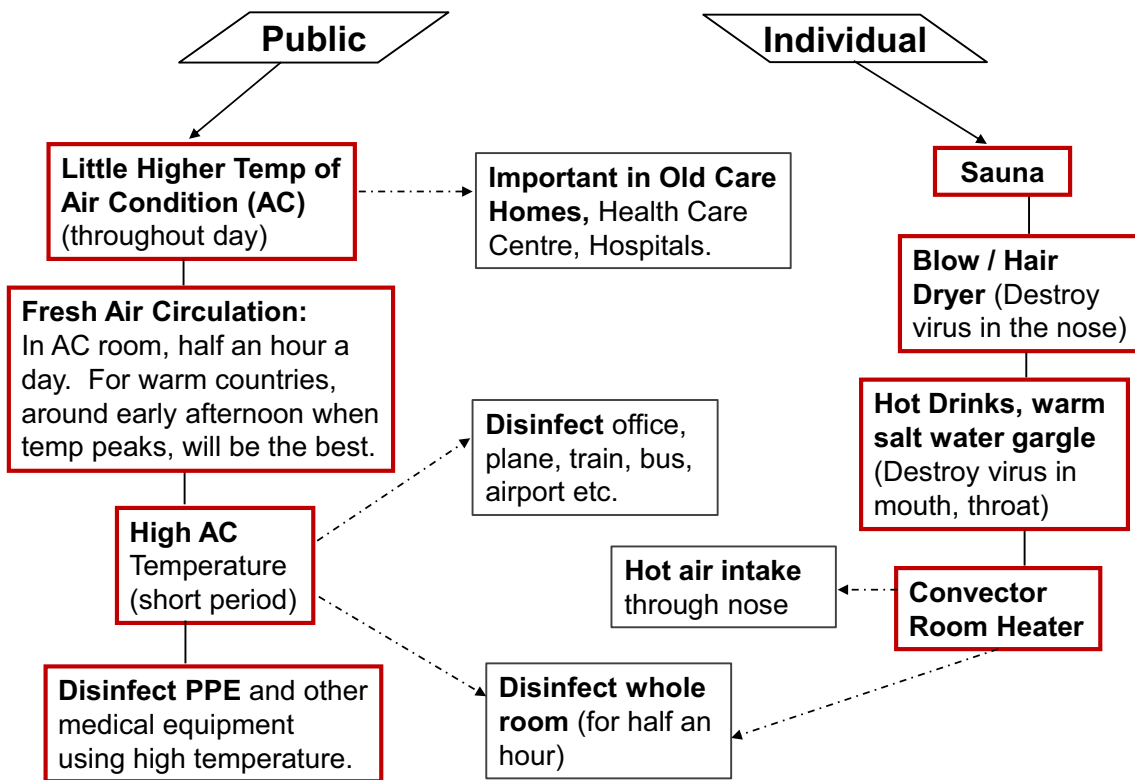 Public
Individual
Little Higher Temp of
Air Condition (AC)
(throughout day)
Important in Old Care
Homes, Health Care
Centre, Hospitals.
Sauna
Blow / Hair
Dryer (Destroy
virus in the nose)
Fresh Air Circulation:
In AC room, half an hour a
day.  For warm countries,
around early afternoon when
temp peaks, will be the best.
Disinfect office,
plane, train, bus,
airport etc.
Hot Drinks, warm
salt water gargle
(Destroy virus in
mouth, throat)
High AC
Temperature
(short period)
Hot air intake
through nose
Convector
Room Heater
Disinfect PPE and other
medical equipment
using high temperature.
Disinfect whole
room (for half an
hour)